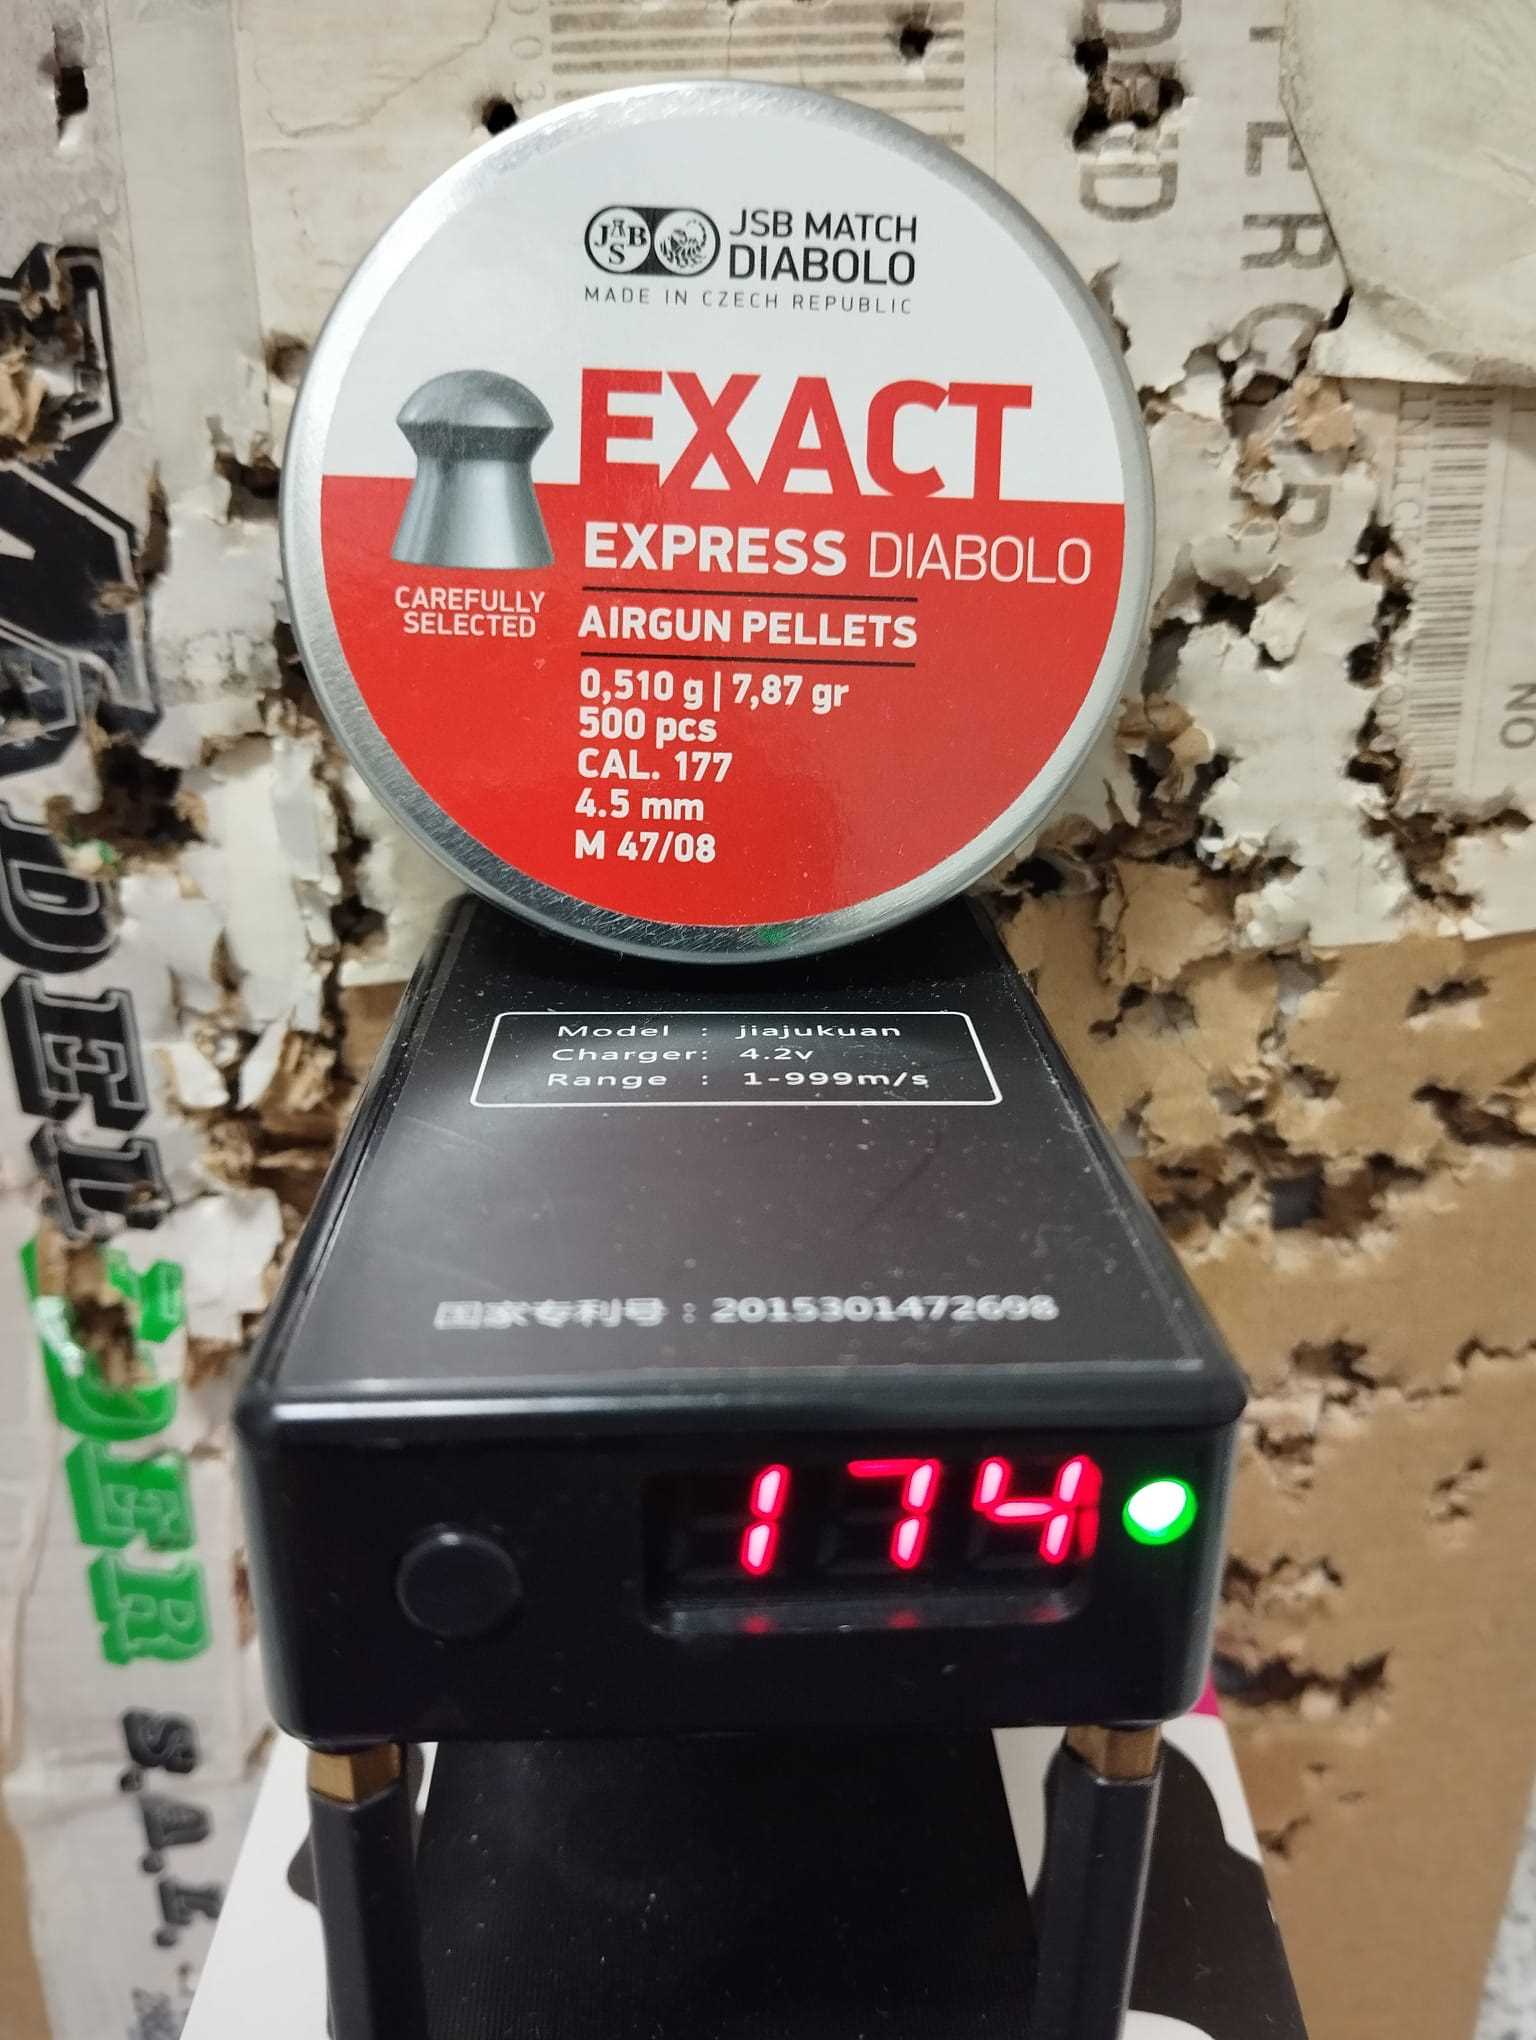 JSB
JSB MATCH
DIABOLO
MADE IN CZECH REPUBLIC
EXACT
EXPRESS DIABOLO
CAREFULLY
SELECTED
AIRGUN PELLETS
0,510 g | 7,87 gr
500 pcs
CAL. 177
4.5 mm
M 47/08
Model : jiajukuan
Charger: 4.2v
Range : 1-999m/s
国家专利号：2015301472698
174
NO
S.A.E.